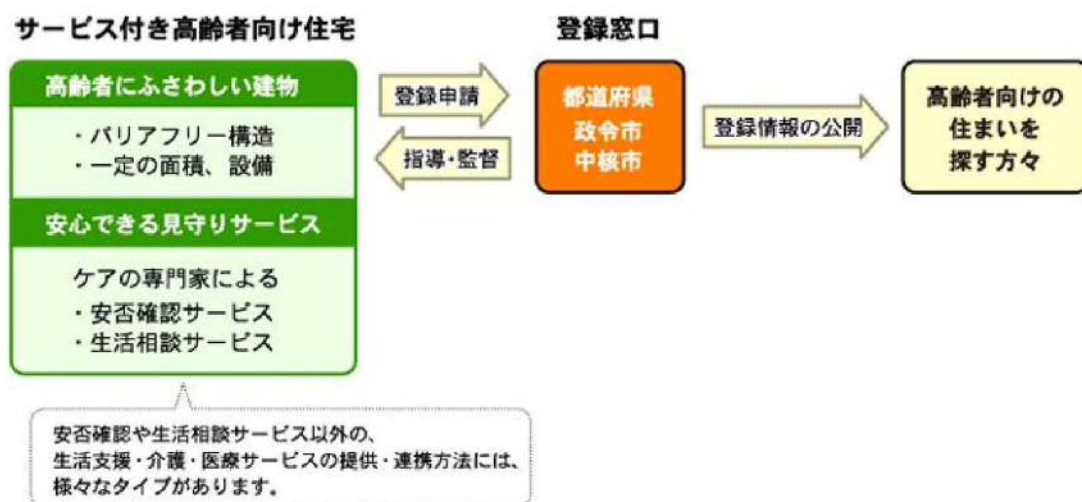 サービス付き高齢者向け住宅
高齢者にふさわしい建物
・バリアフリー構造
・一定の面積、設備
安心できる見守りサービス
ケアの専門家による
・安否確認サービス
・生活相談サービス
安否確認や生活相談サービス以外の、
生活支援・介護・医療サービスの提供・連携方法には、
様々なタイプがあります。
登録申請
指導・監督
登録窓口
都道府県
政令市
中核市
登録情報の公開
高齢者向けの
住まいを
探す方々